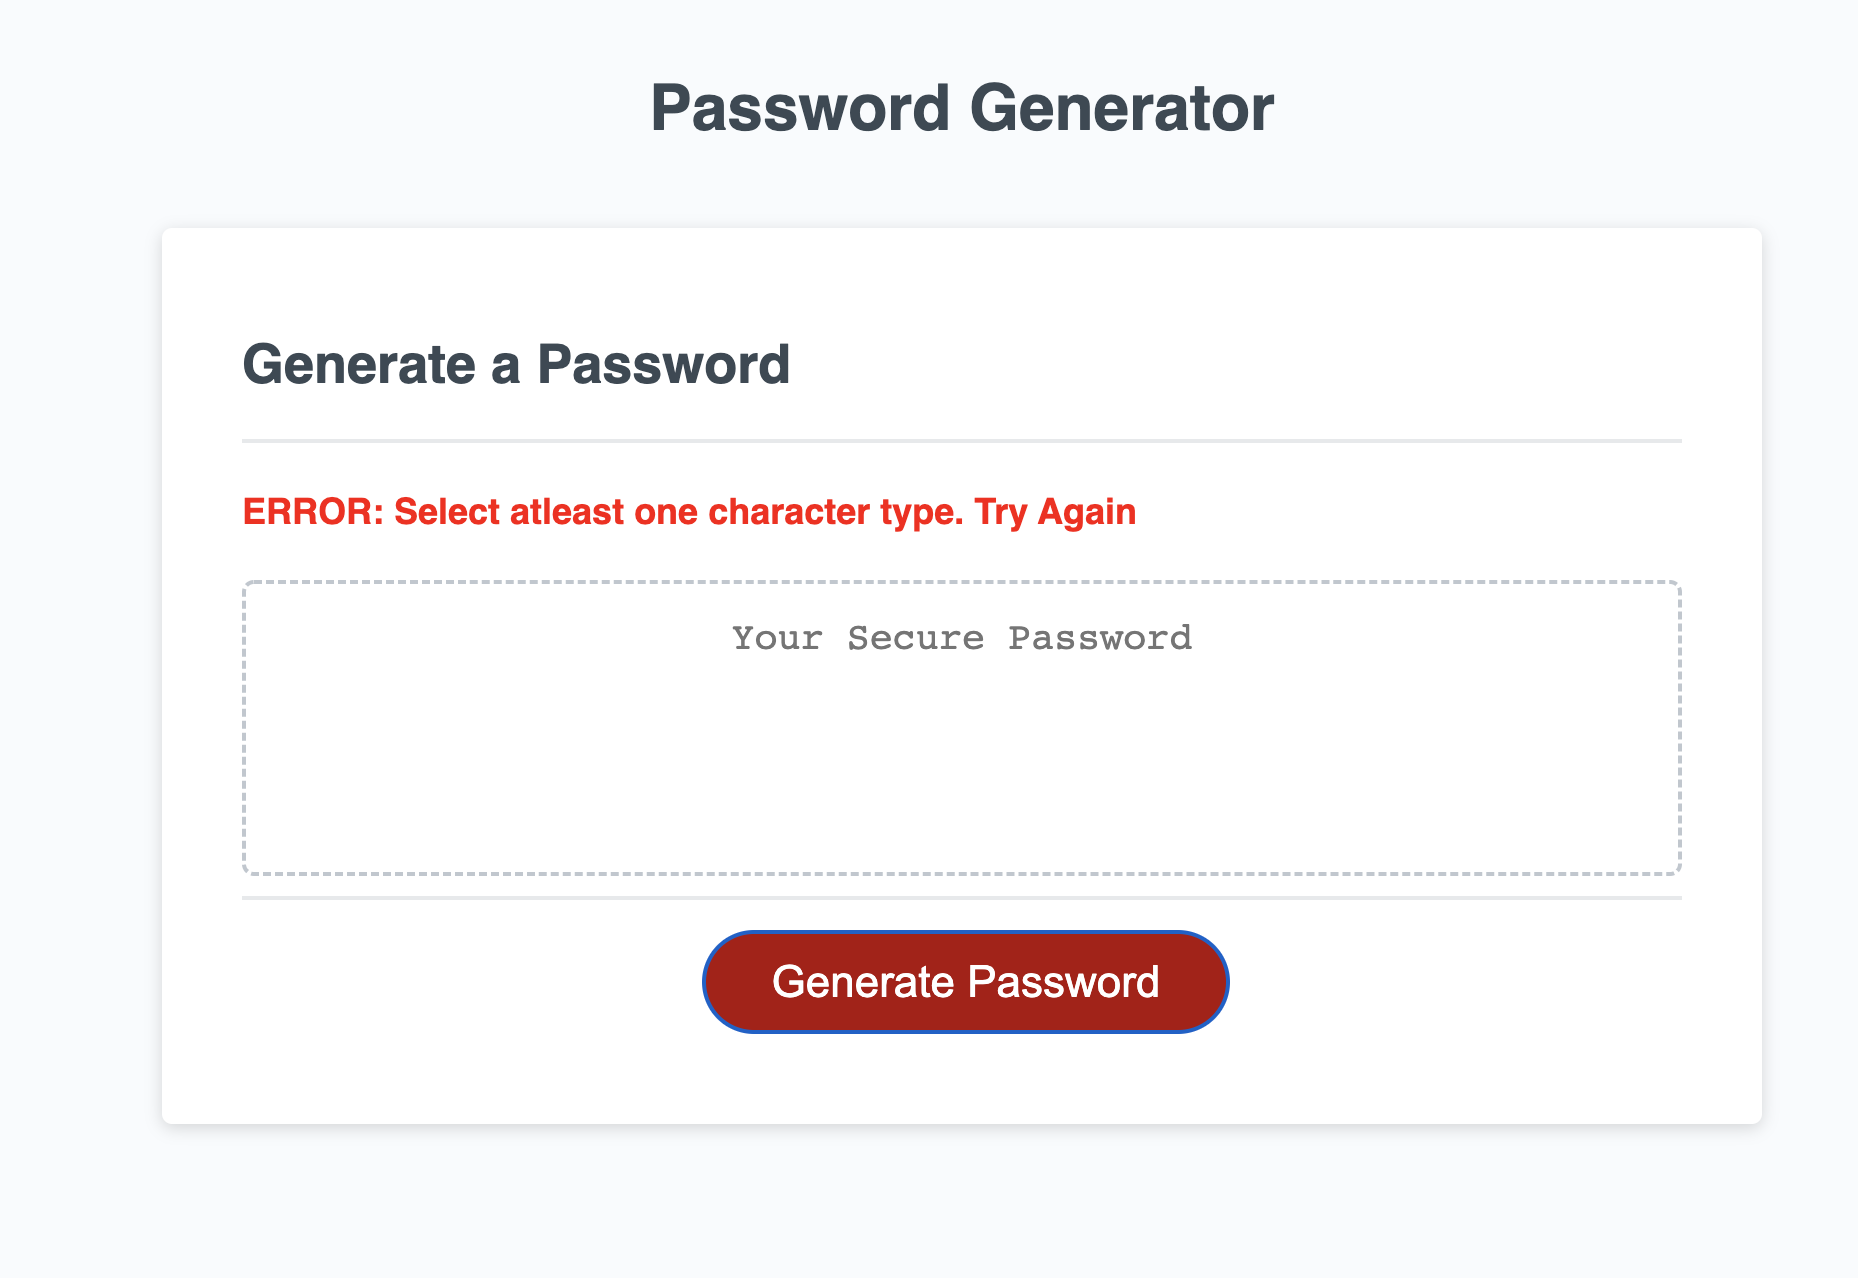 Password Generator
Generate a Password
ERROR: Select atleast one character type. Try Again
Your Secure Password
Generate Password